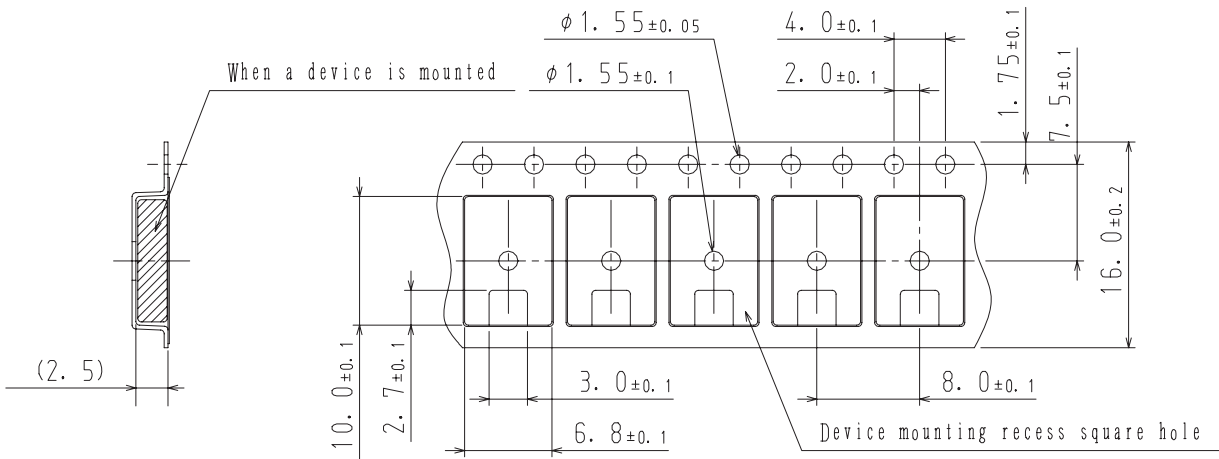 φ1.55±0.05
4.0±0.1
When a device is mounted
φ1.55±0.1
2.0±0.1
1.75±0.1
7.5±0.1
16.0±0.2
(2.5)
10.0±0.1
2.7±0.1
3.0±0.1
8.0±0.1
6.8±0.1
Device mounting recess square hole